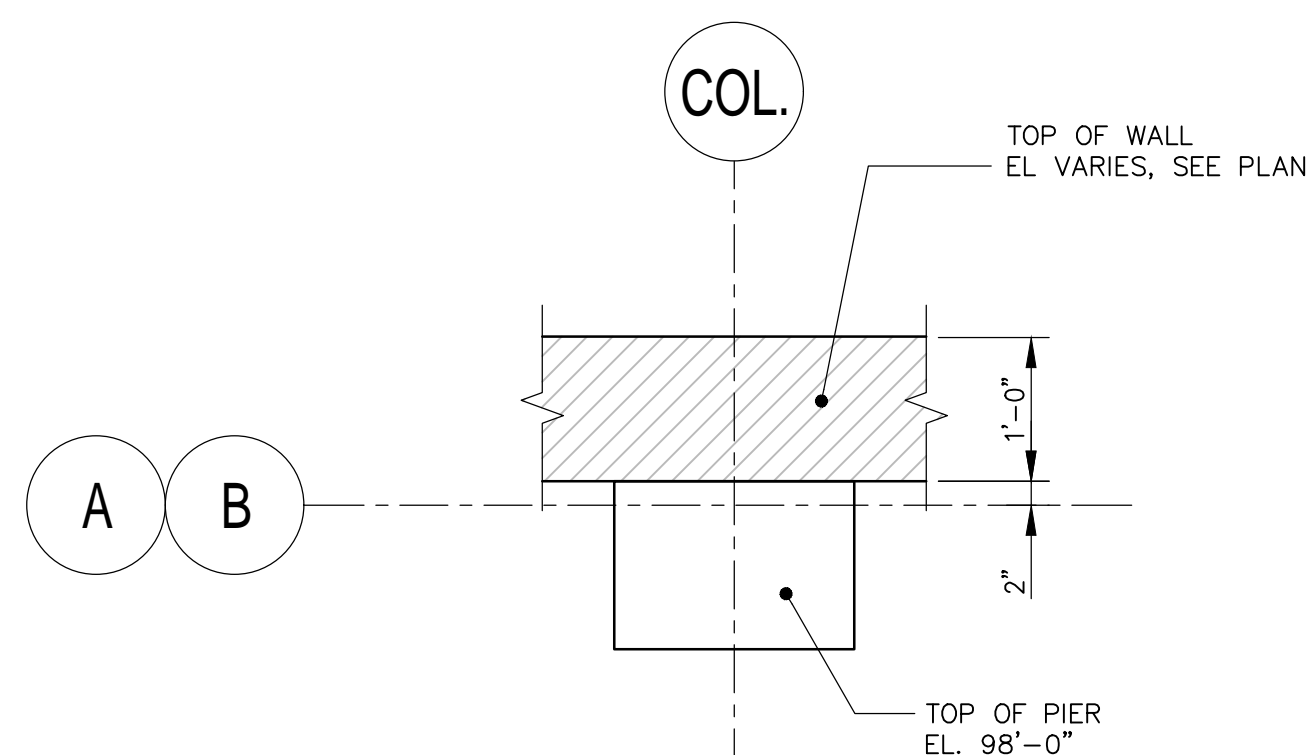 COL.
TOP OF WALL
EL VARIES, SEE PLAN
1'-0"
A B
2"
TOP OF PIER
EL. 98'-0"